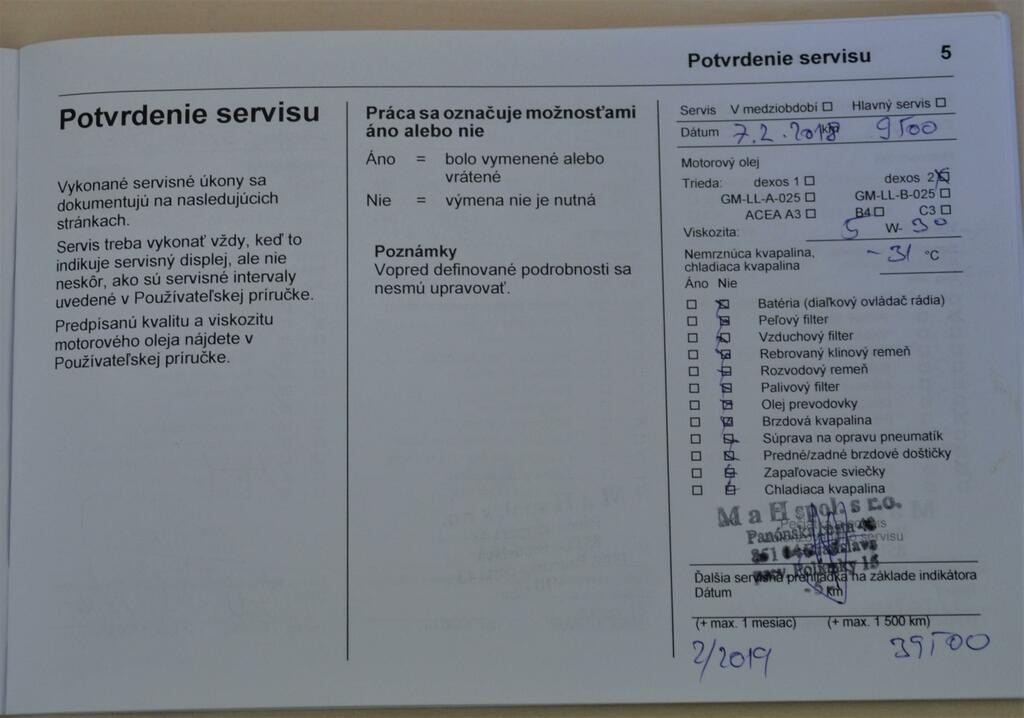 Potvrdenie servisu 5
Potvrdenie servisu
Vykonané servisné úkony sa
dokumentujú na nasledujúcich
stránkach.
Servis treba vykonať vždy, keď to
indikuje servisný displej, ale nie
neskôr, ako sú servisné intervaly
uvedené v Používateľskej príručke.
Predpísanú kvalitu a viskozitu
motorového oleja nájdete v
Používateľskej príručke.
Práca sa označuje možnosťami
áno alebo nie
Áno = bolo vymenené alebo
vrátené
Nie = výmena nie je nutná
Poznámky
Vopred definované podrobnosti sa
nesmú upravovať.
Servis V medziobdobí Hlavný servis
Dátum 7.2.2018 km 9500
Motorový olej
Trieda: dexos 1 dexos 2
GM-LL-A-025 GM-LL-B-025
ACEA A3 B4 C3
Viskozita: 5 W- 30
Nemrznúca kvapalina,
chladiaca kvapalina -31 °C
Áno Nie
Batéria (diaľkový ovládač rádia)
Peľový filter
Vzduchový filter
Rebrovaný klinový remeň
Rozvodový remeň
Palivový filter
Olej prevodovky
Brzdová kvapalina
Súprava na opravu pneumatík
Predné/zadné brzdové doštičky
Zapaľovacie sviečky
Chladiaca kvapalina
M a H spol. s r.o.
Panónska cesta
851 04 Bratislava
servisu
Ďalšia servisná prehliadka na základe indikátora
Dátum km
(+ max. 1 mesiac) (+ max. 1 500 km)
2/2019 39500